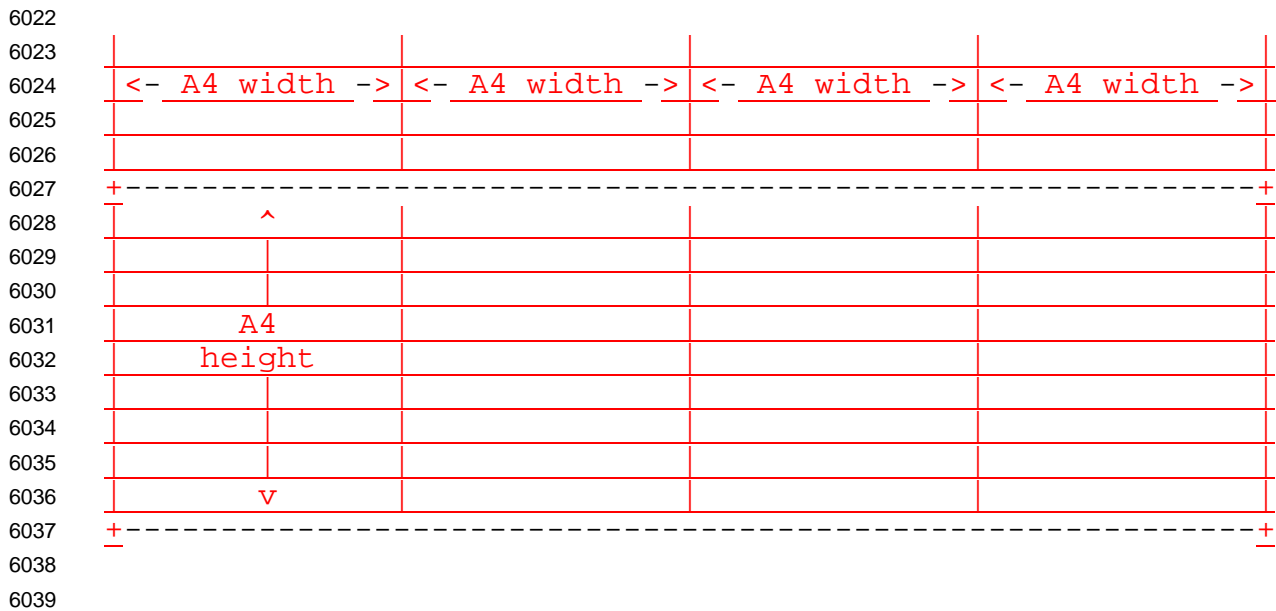 6022
6023 | | | | |
6024 |<- A4 width ->|<- A4 width ->|<- A4 width ->|<- A4 width ->|
6025 | | | | |
6026 | | | | |
6027 +-----------------------------------------------------------+
6028 | ^ | | | |
6029 | | | | | |
6030 | | | | | |
6031 | A4 | | | |
6032 | height | | | |
6033 | | | | | |
6034 | | | | | |
6035 | | | | | |
6036 | v | | | |
6037 +-----------------------------------------------------------+
6038
6039